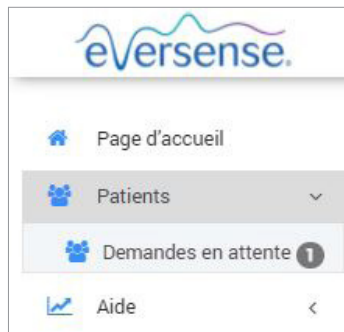 eversense.
Page d'accueil
Patients
Demandes en attente 1
Aide